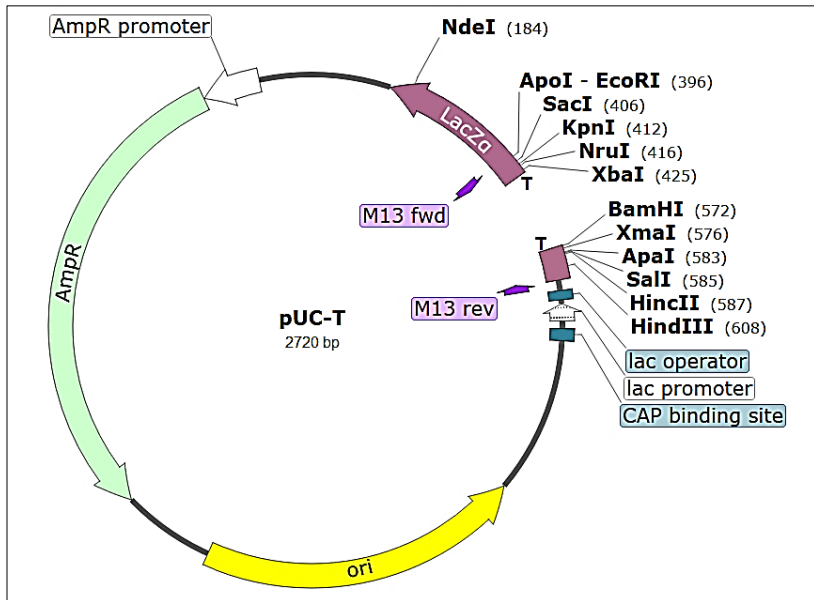 AmpR promoter
NdeI (184)
ApoI - EcoRI (396)
SacI (406)
KpnI (412)
NruI (416)
XbaI (425)
LacZα
T
M13 fwd
BamHI (572)
XmaI (576)
ApaI (583)
SalI (585)
HincII (587)
HindIII (608)
T
M13 rev
AmpR
pUC-T
2720 bp
lac operator
lac promoter
CAP binding site
ori